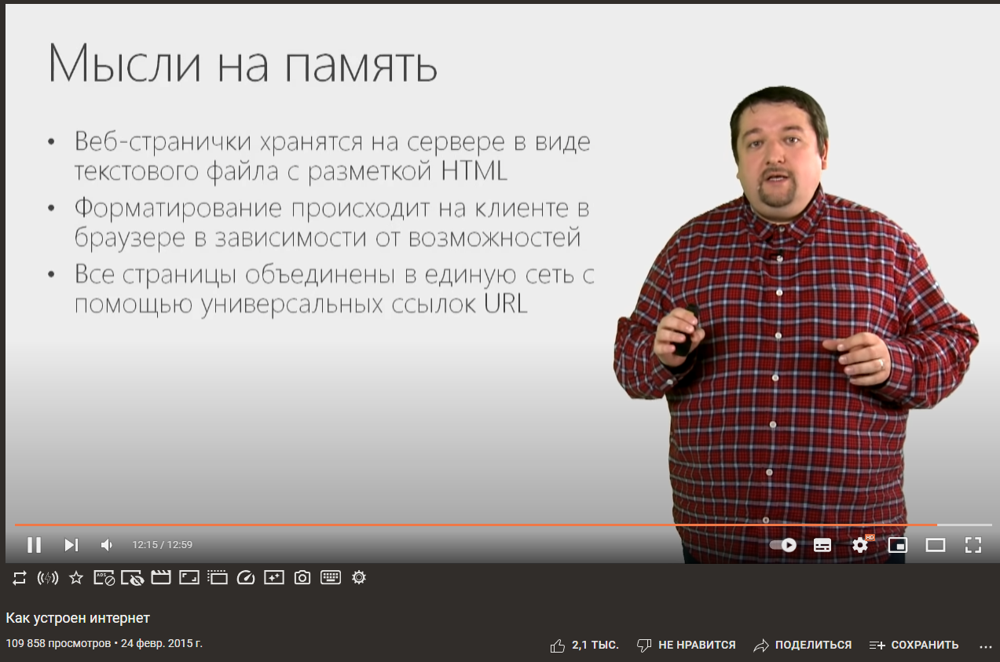 Мысли на память
• Веб-странички хранятся на сервере в виде
текстового файла с разметкой HTML
• Форматирование происходит на клиенте в
браузере в зависимости от возможностей
• Все страницы объединены в единую сеть с
помощью универсальных ссылок URL
12:15 / 12:59
HD
ADS
Как устроен интернет
109 858 просмотров • 24 февр. 2015 г.
2,1 ТЫС.
НЕ НРАВИТСЯ
ПОДЕЛИТЬСЯ
СОХРАНИТЬ